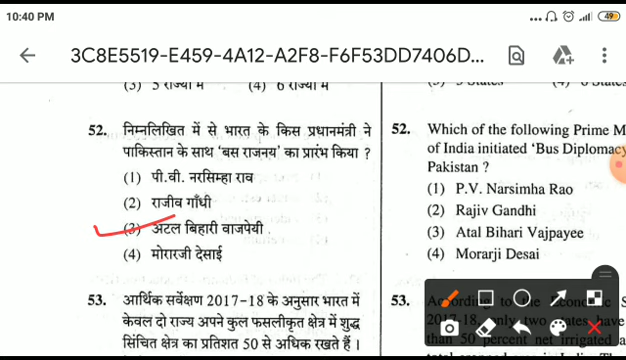 10:40 PM
49
3C8E5519-E459-4A12-A2F8-F6F53DD7406D...
52. निम्नलिखित में से भारत के किस प्रधानमंत्री ने
पाकिस्तान के साथ 'बस राजनय' का प्रारंभ किया ?
(1) पी.वी. नरसिम्हा राव
(2) राजीव गाँधी
(3) अटल बिहारी वाजपेयी
(4) मोरारजी देसाई
53. आर्थिक सर्वेक्षण 2017-18 के अनुसार भारत में
केवल दो राज्य अपने कुल फसलीकृत क्षेत्र में शुद्ध
सिंचित क्षेत्र का प्रतिशत 50 से अधिक रखते हैं ।
52. Which of the following Prime M
of India initiated 'Bus Diplomacy
Pakistan ?
(1) P.V. Narsimha Rao
(2) Rajiv Gandhi
(3) Atal Bihari Vajpayee
(4) Morarji Desai
53.